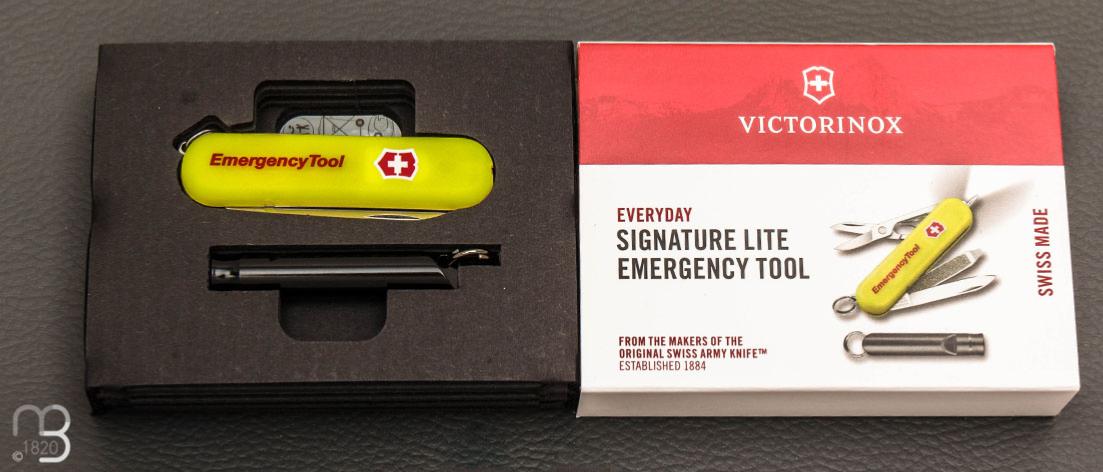 EmergencyTool
VICTORINOX
EVERYDAY
SIGNATURE LITE
EMERGENCY TOOL
EmergencyTool
SWISS MADE
FROM THE MAKERS OF THE
ORIGINAL SWISS ARMY KNIFE™
ESTABLISHED 1884
©1820